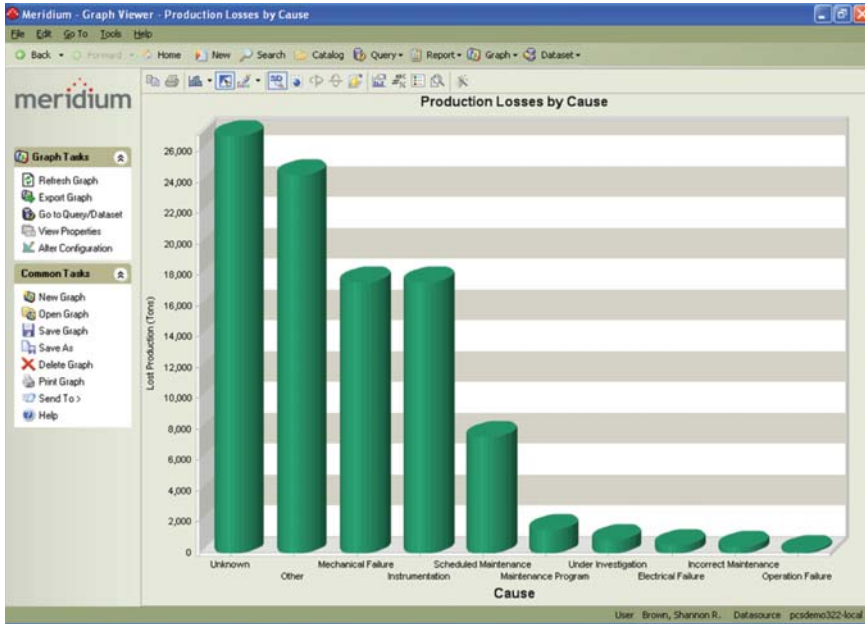 Meridium - Graph Viewer - Production Losses by Cause
File Edit Go To Tools Help
Back Forward Home New Search Catalog Query Report Graph Dataset
meridium
Production Losses by Cause
Graph Tasks
Refresh Graph
Export Graph
Go to Query/Dataset
View Properties
Alter Configuration
Common Tasks
New Graph
Open Graph
Save Graph
Save As
Delete Graph
Print Graph
Send To >
Help
Lost Production (Tons)
26,000
24,000
22,000
20,000
18,000
16,000
14,000
12,000
10,000
8,000
6,000
4,000
2,000
0
Unknown Mechanical Failure Scheduled Maintenance Under Investigation Incorrect Maintenance
Other Instrumentation Maintenance Program Electrical Failure Operation Failure
Cause
User Brown, Shannon R. Datasource pcsdemo322-local